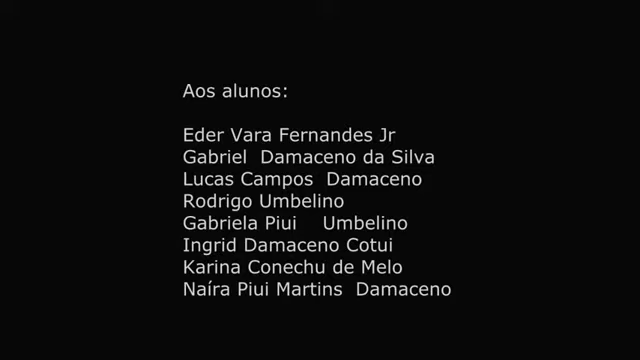 Aos alunos:
Eder Vara Fernandes Jr
Gabriel Damaceno da Silva
Lucas Campos Damaceno
Rodrigo Umbelino
Gabriela Piui Umbelino
Ingrid Damaceno Cotui
Karina Conechu de Melo
Naíra Piui Martins Damaceno